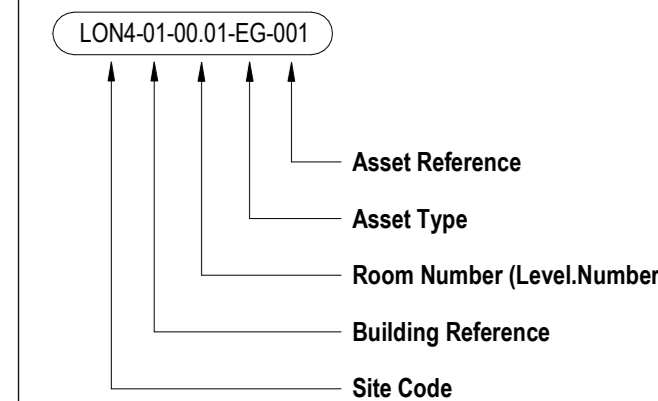 LON4-01-00.01-EG-001
Asset Reference
Asset Type
Room Number (Level.Number
Building Reference
Site Code